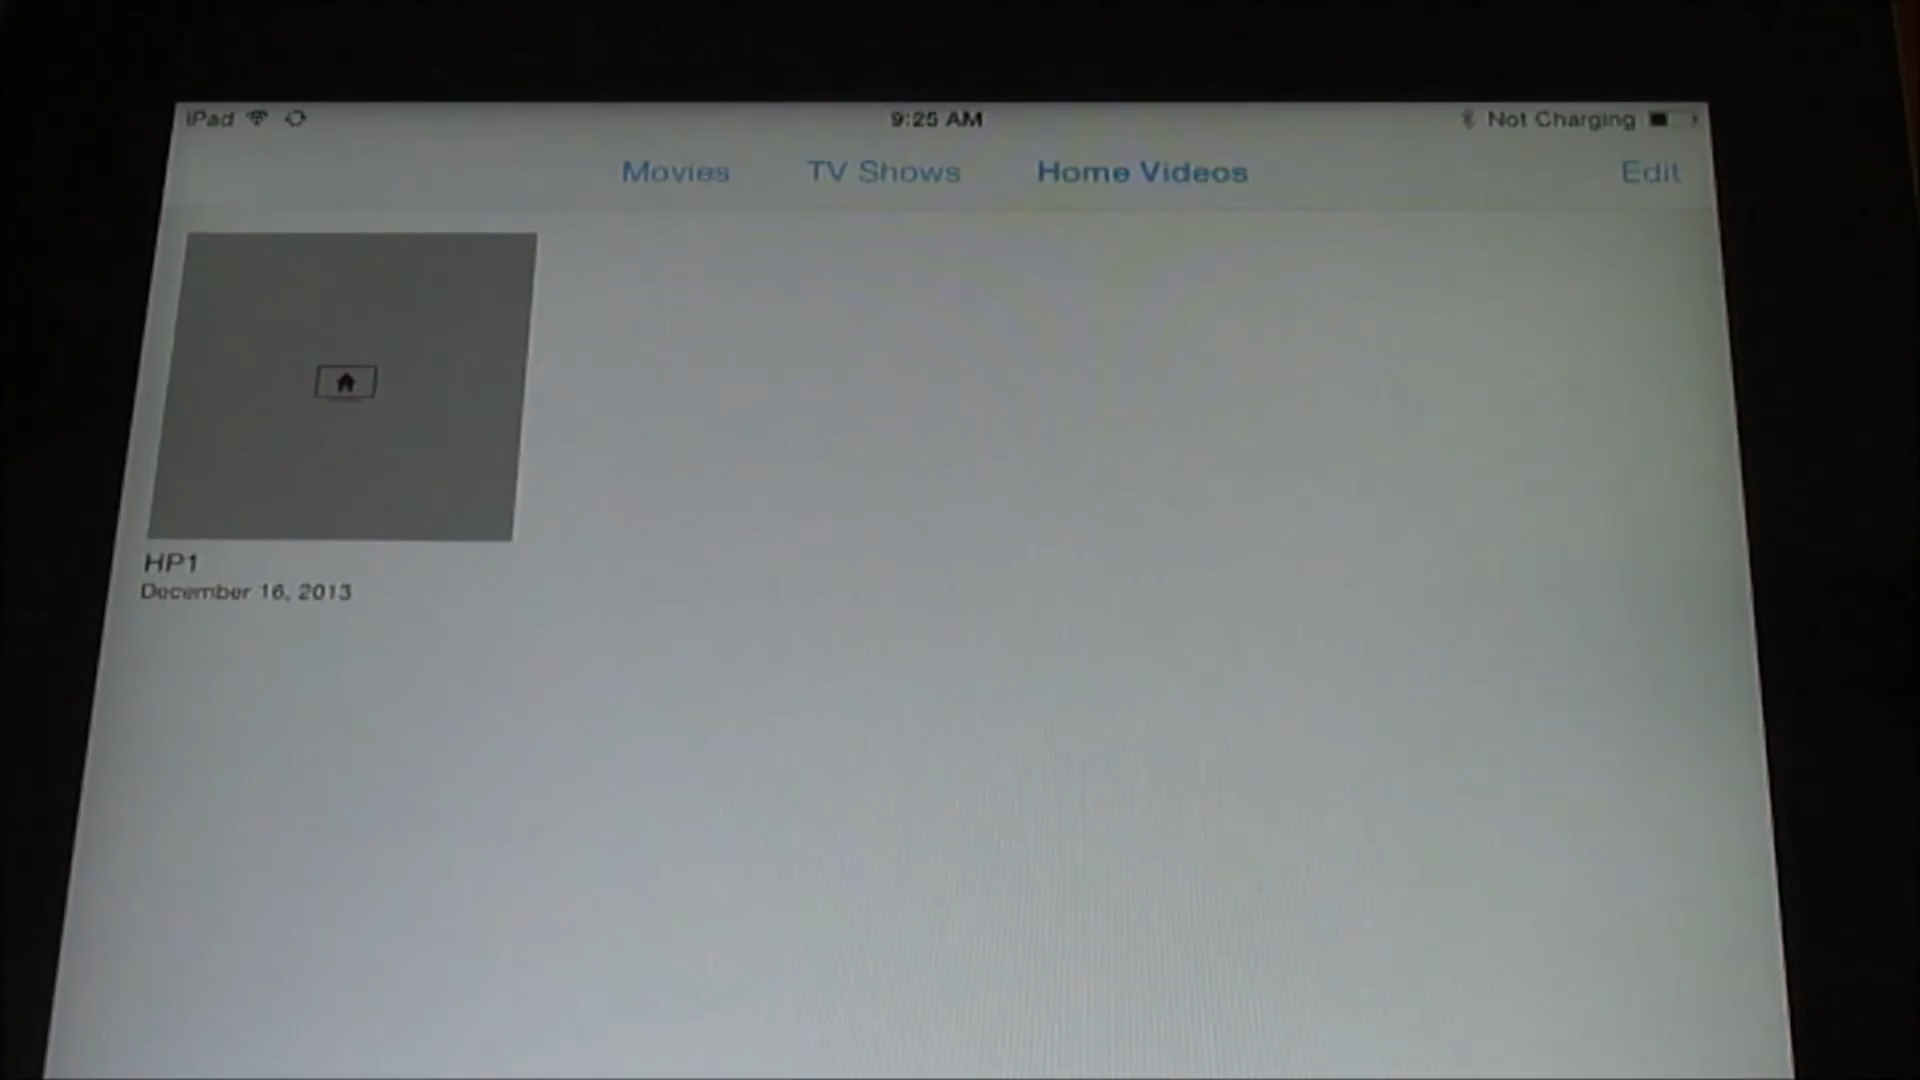 iPad 9:25 AM Not Charging
Movies TV Shows Home Videos Edit
HP1
December 16, 2013